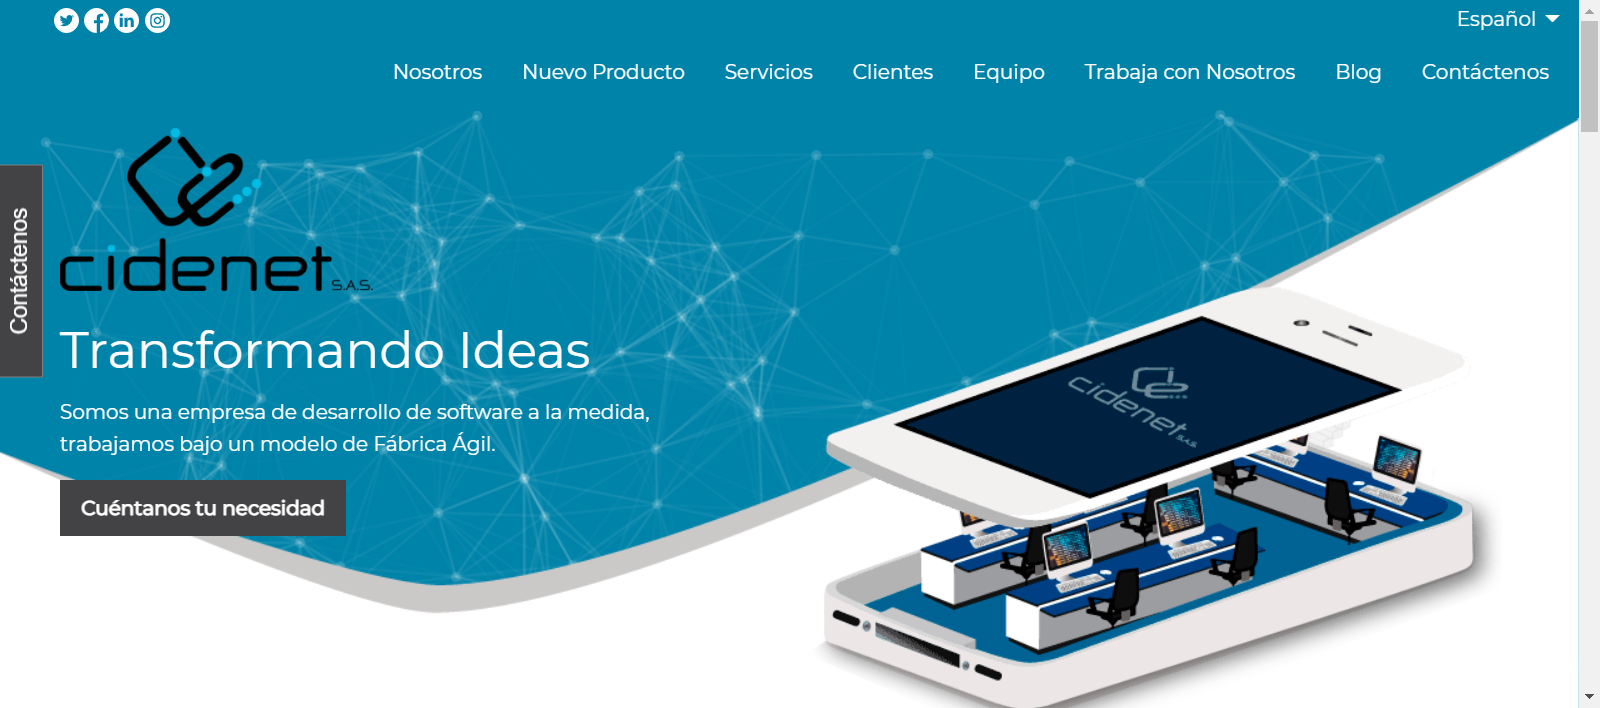 Español
Nosotros Nuevo Producto Servicios Clientes Equipo Trabaja con Nosotros Blog Contáctenos
Contáctenos
cidenet S.A.S.
Transformando Ideas
Somos una empresa de desarrollo de software a la medida,
trabajamos bajo un modelo de Fábrica Ágil.
Cuéntanos tu necesidad
cidenet S.A.S.